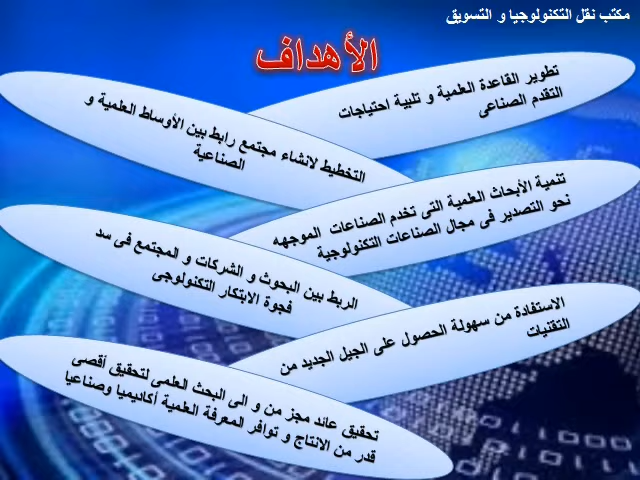 مكتب نقل التكنولوجيا و التسويق
الأهداف
تطوير القاعدة العلمية و تلبية احتياجات
التقدم الصناعى
التخطيط لانشاء مجتمع رابط بين الأوساط العلمية و
الصناعية
تنمية الأبحاث العلمية التى تخدم الصناعات الموجهه
نحو التصدير فى مجال الصناعات التكنولوجية
الربط بين البحوث و الشركات و المجتمع فى سد
فجوة الابتكار التكنولوجى
الاستفادة من سهولة الحصول على الجيل الجديد من
التقنيات
تحقيق عائد مجز من و الى البحث العلمى لتحقيق أقصى
قدر من الانتاج و توافر المعرفة العلمية أكاديميا وصناعيا